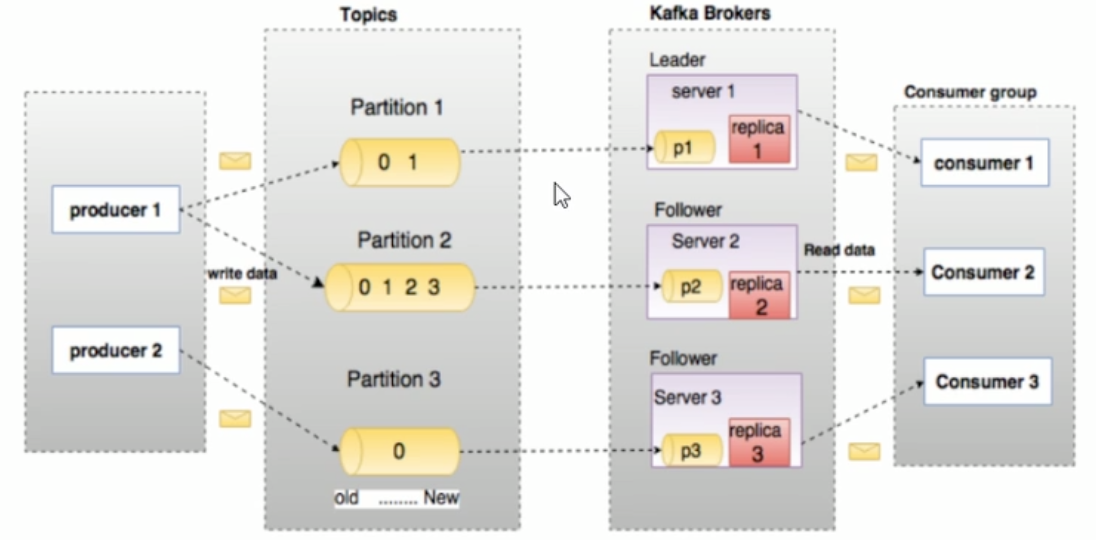 Topics
Kafka Brokers
Leader
server 1
Consumer group
Partition 1
p1
replica
1
0 1
consumer 1
producer 1
Follower
Partition 2
Server 2
Read data
write data
0 1 2 3
p2
replica
2
Consumer 2
producer 2
Follower
Partition 3
Server 3
Consumer 3
0
p3
replica
3
old ........ New